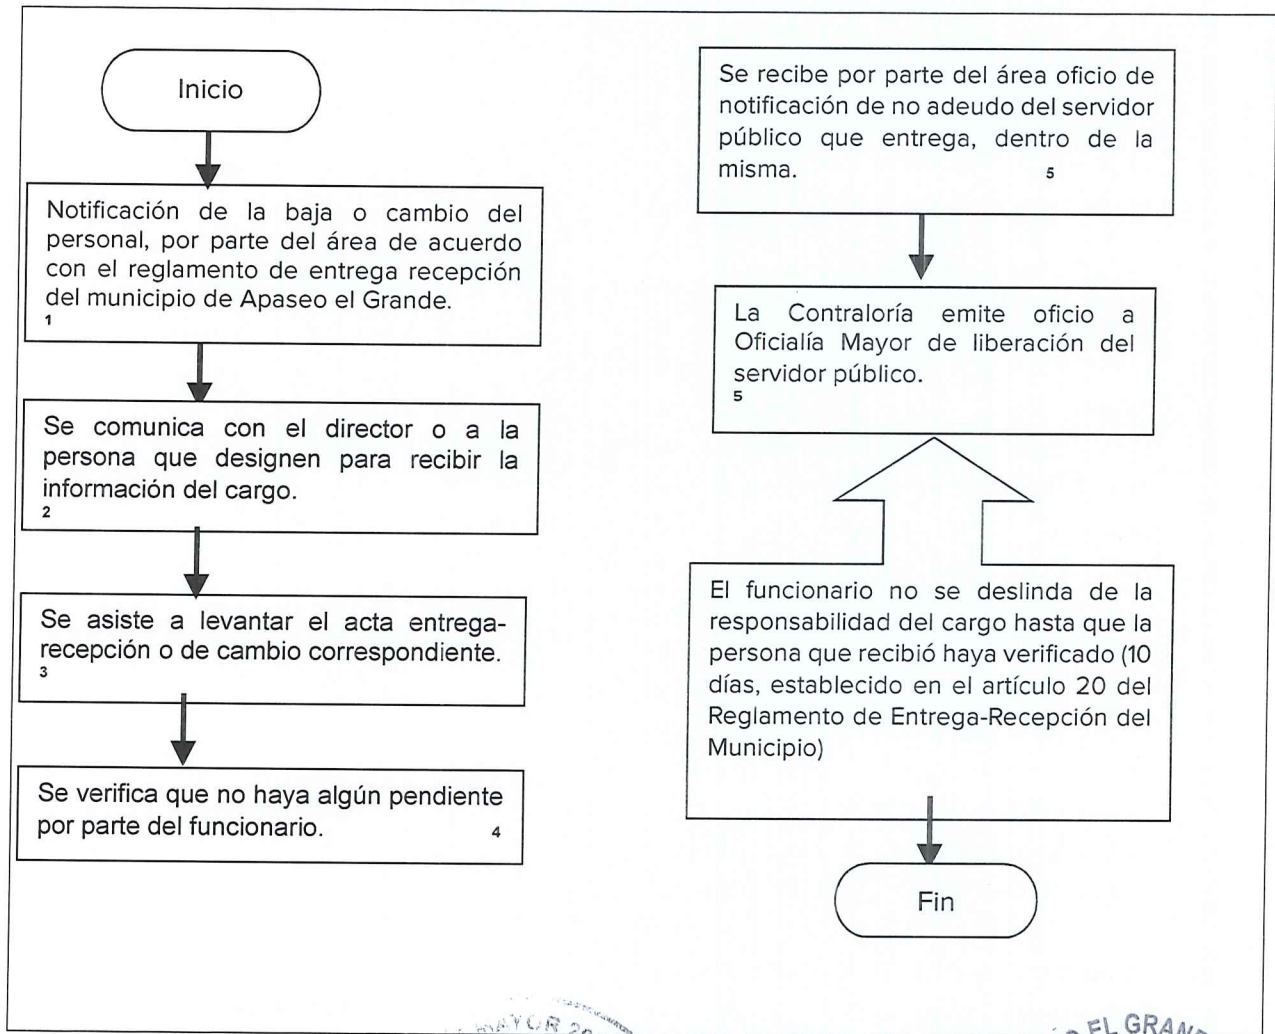 Inicio
Notificación de la baja o cambio del
personal, por parte del área de acuerdo
con el reglamento de entrega recepción
del municipio de Apaseo el Grande.
1
Se comunica con el director o a la
persona que designen para recibir la
información del cargo.
2
Se asiste a levantar el acta entrega-
recepción o de cambio correspondiente.
3
Se verifica que no haya algún pendiente
por parte del funcionario. 4
Se recibe por parte del área oficio de
notificación de no adeudo del servidor
público que entrega, dentro de la
misma. 5
La Contraloría emite oficio a
Oficialía Mayor de liberación del
servidor público.
5
El funcionario no se deslinda de la
responsabilidad del cargo hasta que la
persona que recibió haya verificado (10
días, establecido en el artículo 20 del
Reglamento de Entrega-Recepción del
Municipio)
Fin
MAYOR
EL GRAND